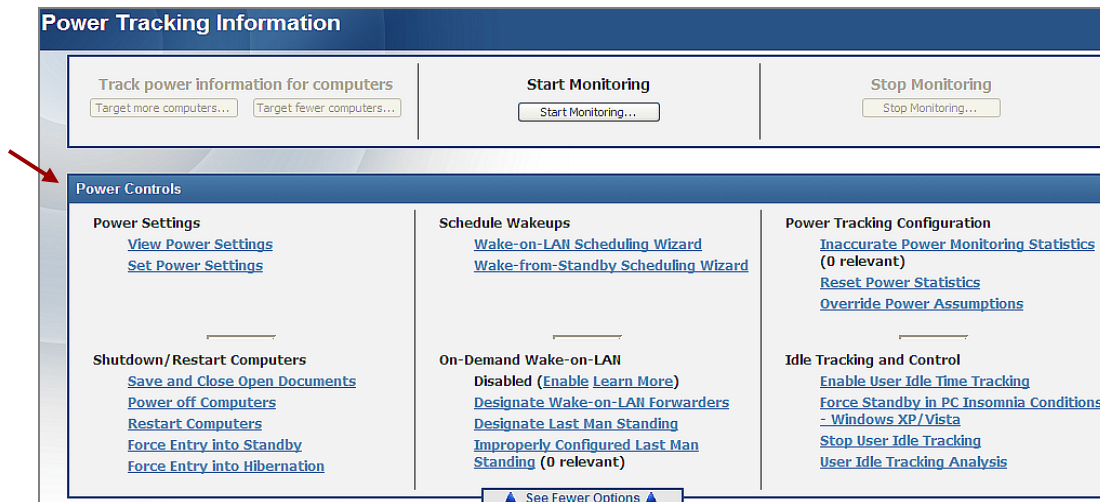 Power Tracking Information
Track power information for computers
Target more computers... Target fewer computers...
Start Monitoring
Start Monitoring...
Stop Monitoring
Stop Monitoring...
Power Controls
Power Settings
View Power Settings
Set Power Settings
Schedule Wakeups
Wake-on-LAN Scheduling Wizard
Wake-from-Standby Scheduling Wizard
Power Tracking Configuration
Inaccurate Power Monitoring Statistics
(0 relevant)
Reset Power Statistics
Override Power Assumptions
Shutdown/Restart Computers
Save and Close Open Documents
Power off Computers
Restart Computers
Force Entry into Standby
Force Entry into Hibernation
On-Demand Wake-on-LAN
Disabled (Enable Learn More)
Designate Wake-on-LAN Forwarders
Designate Last Man Standing
Improperly Configured Last Man
Standing (0 relevant)
Idle Tracking and Control
Enable User Idle Time Tracking
Force Standby in PC Insomnia Conditions
- Windows XP/Vista
Stop User Idle Tracking
User Idle Tracking Analysis
See Fewer Options